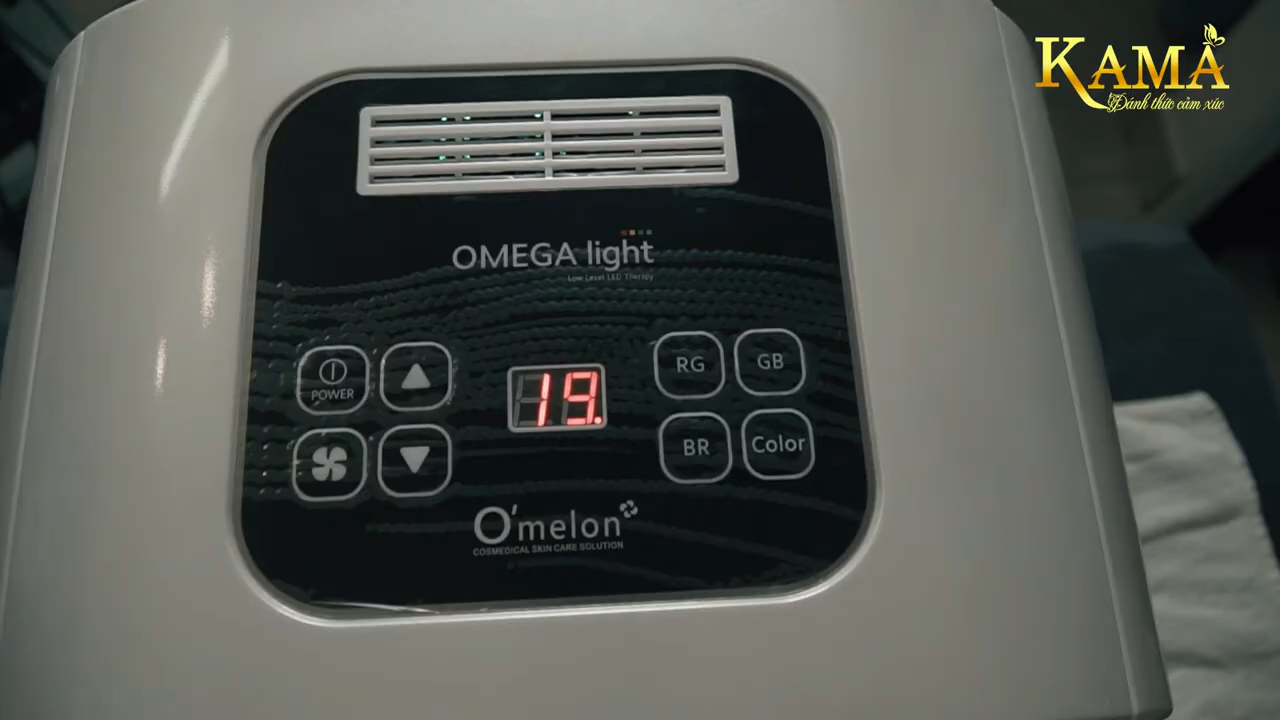 KAMA
Đánh thức cảm xúc
OMEGA light
Low Level LED Therapy
POWER
19.
RG
GB
BR
Color
O'melon
COSMEDICAL SKIN CARE SOLUTION